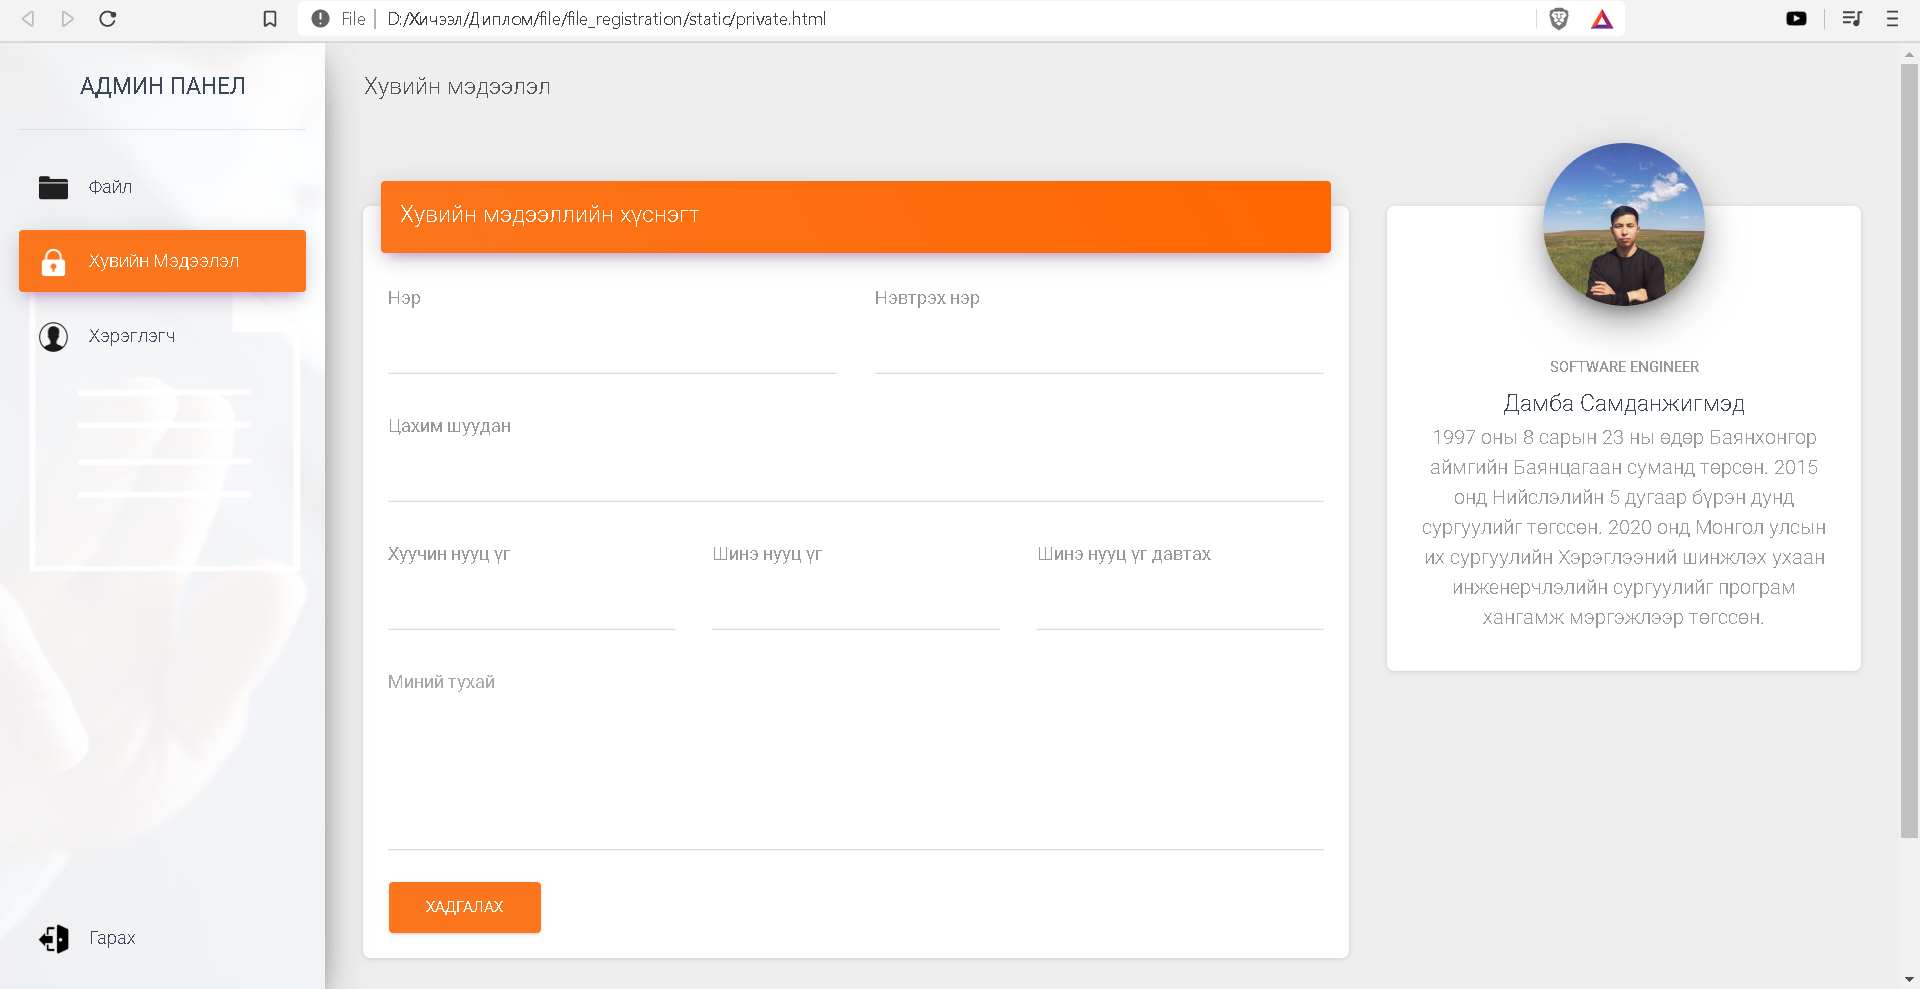 File | D:/Хичээл/Диплом/file/file_registration/static/private.html
АДМИН ПАНЕЛ
Файл
Хувийн Мэдээлэл
Хэрэглэгч
Гарах
Хувийн мэдээлэл
Хувийн мэдээллийн хүснэгт
Нэр
Нэвтрэх нэр
Цахим шуудан
Хуучин нууц үг
Шинэ нууц үг
Шинэ нууц үг давтах
Миний тухай
ХАДГАЛАХ
SOFTWARE ENGINEER
Дамба Самданжигмэд
1997 оны 8 сарын 23 ны өдөр Баянхонгор
аймгийн Баянцагаан суманд төрсөн. 2015
онд Нийслэлийн 5 дугаар бүрэн дунд
сургуулийг төгссөн. 2020 онд Монгол улсын
их сургуулийн Хэрэглээний шинжлэх ухаан
инженерчлэлийн сургуулийг програм
хангамж мэргэжлээр төгссөн.